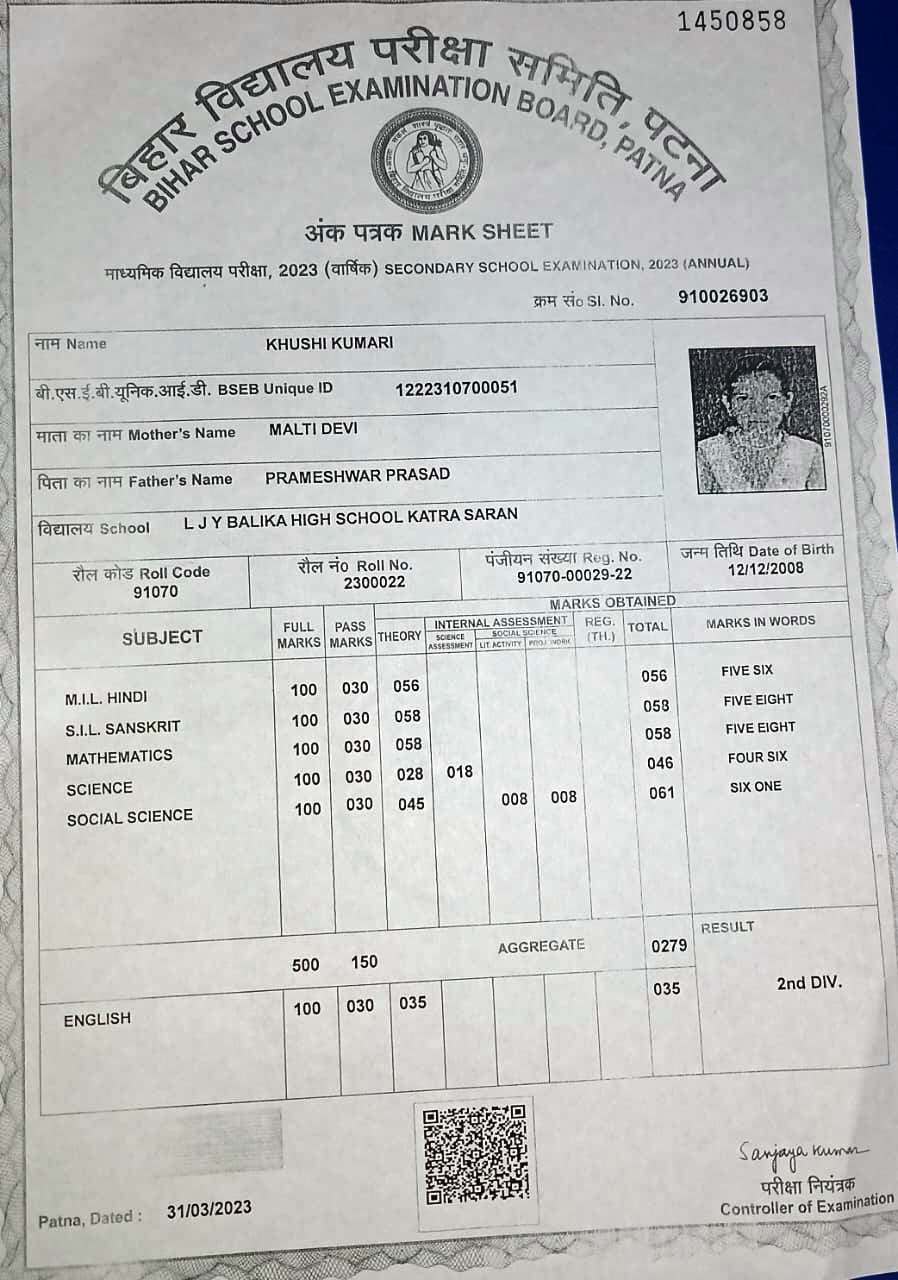 1450858
बिहार विद्यालय परीक्षा समिति, पटना
BIHAR SCHOOL EXAMINATION BOARD, PATNA
अंक पत्रक MARK SHEET
माध्यमिक विद्यालय परीक्षा, 2023 (वार्षिक) SECONDARY SCHOOL EXAMINATION, 2023 (ANNUAL)
क्रम सं० Sl. No. 910026903
नाम Name KHUSHI KUMARI
बी.एस.ई.बी.यूनिक.आई.डी. BSEB Unique ID 1222310700051
माता का नाम Mother's Name MALTI DEVI
पिता का नाम Father's Name PRAMESHWAR PRASAD
विद्यालय School L J Y BALIKA HIGH SCHOOL KATRA SARAN
91070000292A
रौल कोड Roll Code रौल नं० Roll No. पंजीयन संख्या Reg. No. जन्म तिथि Date of Birth
91070 2300022 91070-00029-22 12/12/2008
MARKS OBTAINED
SUBJECT FULL MARKS PASS MARKS THEORY INTERNAL ASSESSMENT REG. (TH.) TOTAL MARKS IN WORDS
SCIENCE ASSESSMENT SOCIAL SCIENCE
LIT. ACTIVITY PROJ. WORK
M.I.L. HINDI 100 030 056 056 FIVE SIX
S.I.L. SANSKRIT 100 030 058 058 FIVE EIGHT
MATHEMATICS 100 030 058 058 FIVE EIGHT
SCIENCE 100 030 028 018 046 FOUR SIX
SOCIAL SCIENCE 100 030 045 008 008 061 SIX ONE
500 150 AGGREGATE 0279 RESULT
2nd DIV.
ENGLISH 100 030 035 035
Patna, Dated : 31/03/2023
Sanjaya Kumar
परीक्षा नियंत्रक
Controller of Examination